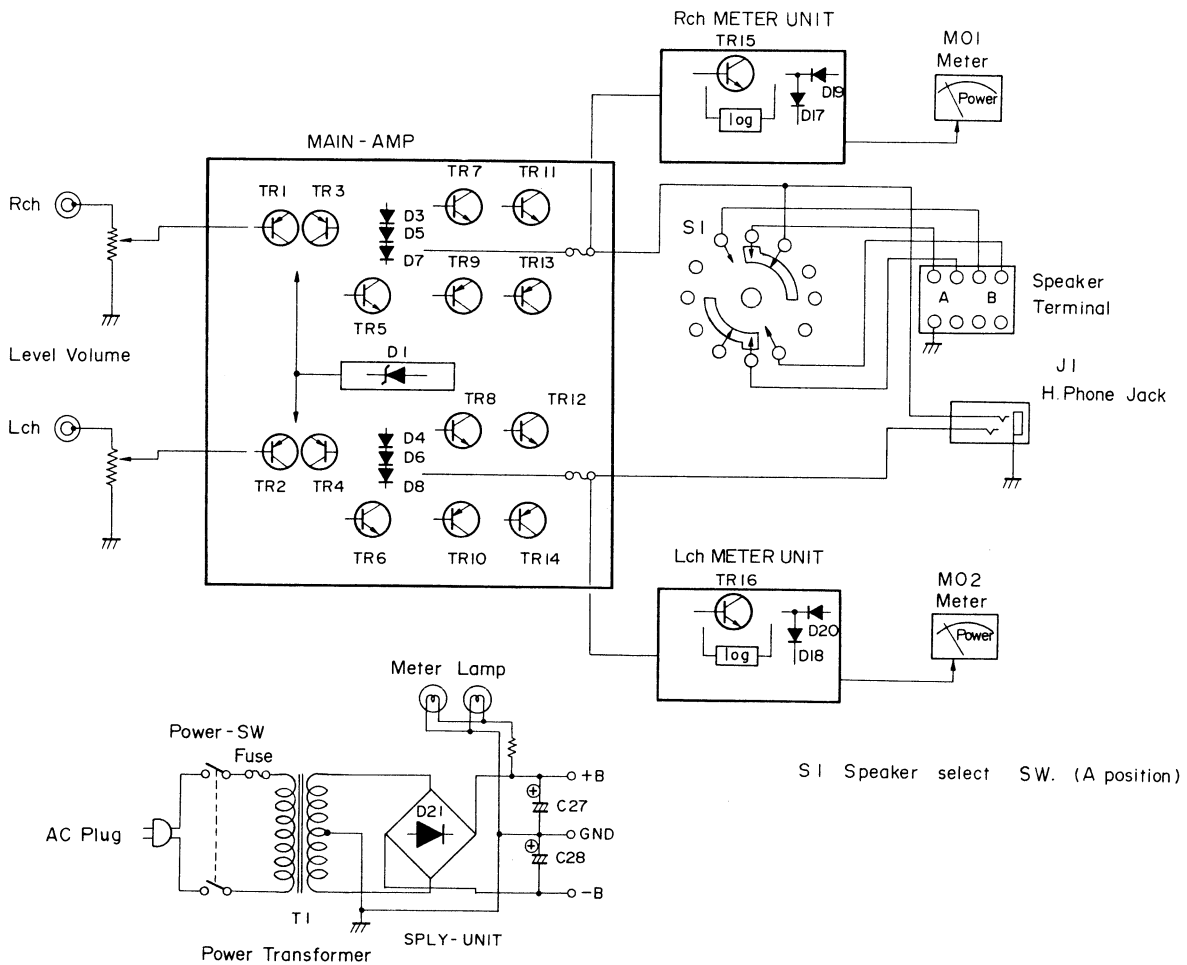 Rch METER UNIT
TR15
D19
D17
log
MO1
Meter
Power
MAIN - AMP
Rch
TR1
TR3
D3
D5
D7
TR7
TR11
S1
TR5
TR9
TR13
A
B
Speaker
Terminal
Level Volume
D1
J1
H.Phone Jack
Lch
TR2
TR4
D4
D6
D8
TR8
TR12
TR6
TR10
TR14
Lch METER UNIT
TR16
D20
D18
log
MO2
Meter
Power
Meter Lamp
Power-SW
Fuse
AC Plug
T1
Power Transformer
D21
+B
C27
GND
C28
-B
SPLY-UNIT
S1 Speaker select SW. (A position)